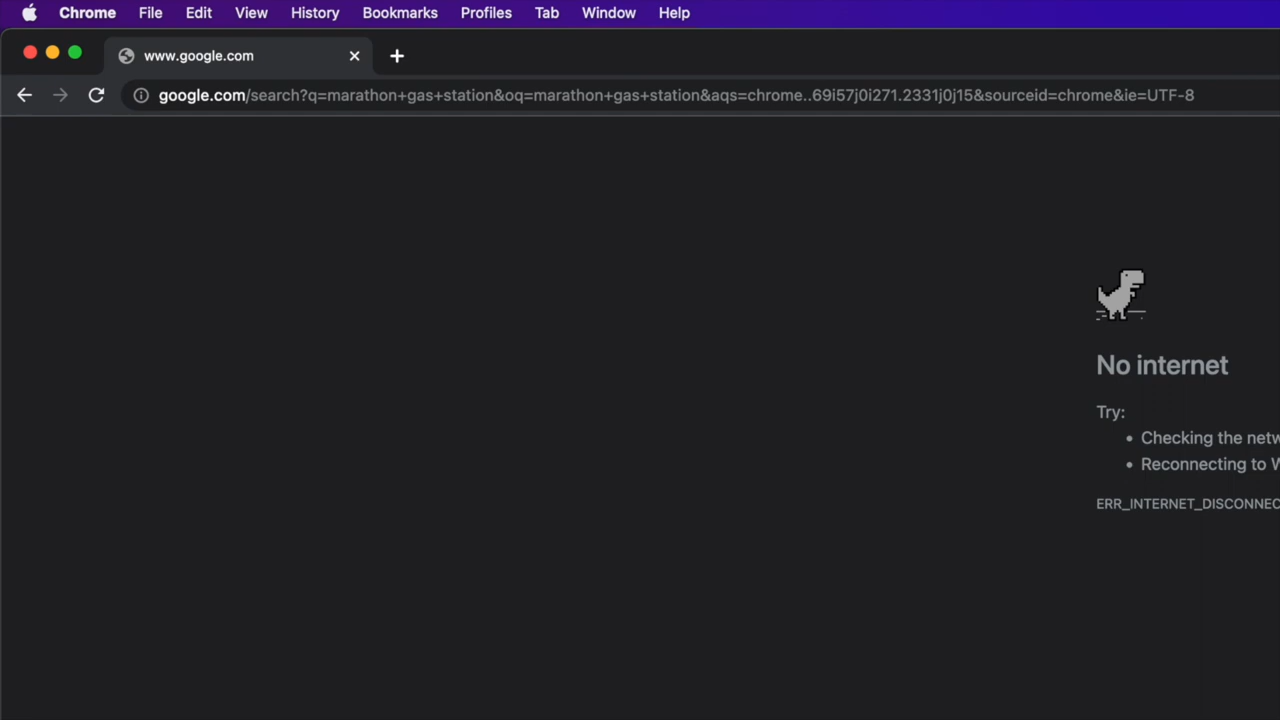 Chrome File Edit View History Bookmarks Profiles Tab Window Help
www.google.com
google.com/search?q=marathon+gas+station&oq=marathon+gas+station&aqs=chrome..69i57j0i271.2331j0j15&sourceid=chrome&ie=UTF-8
No internet
Try:
• Checking the netw
• Reconnecting to W
ERR_INTERNET_DISCONNEC